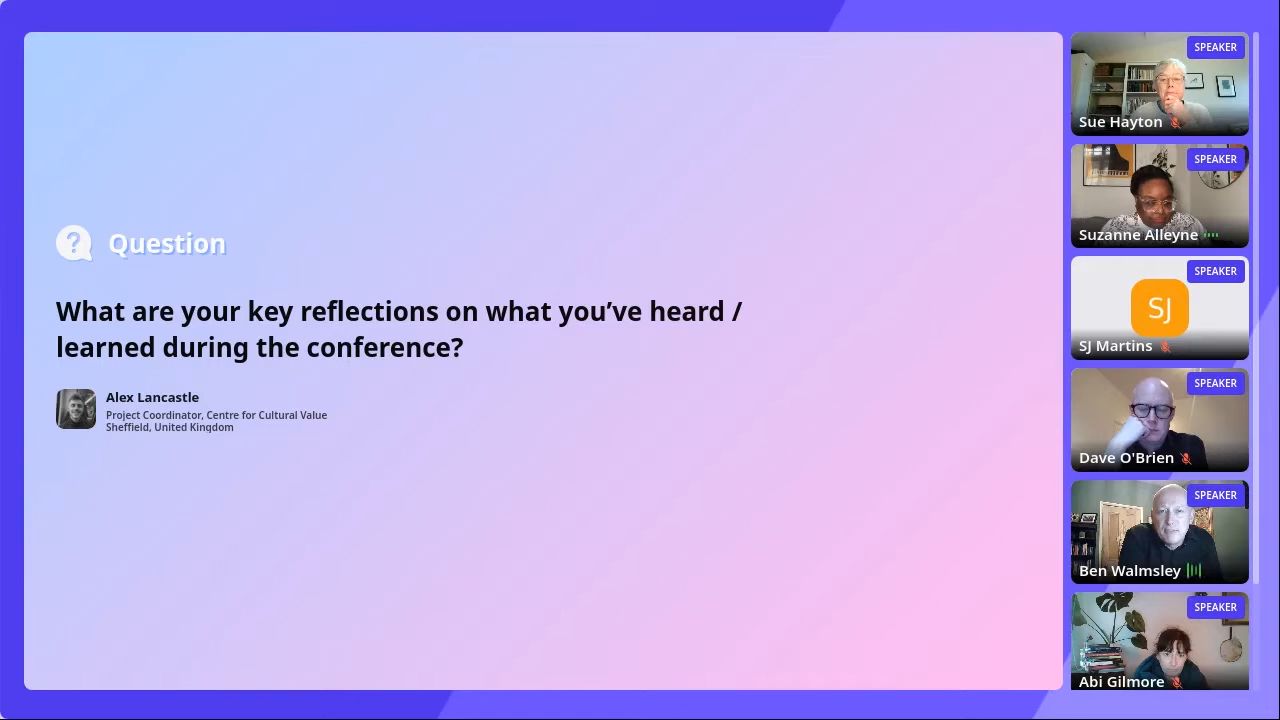 Question
What are your key reflections on what you’ve heard /
learned during the conference?
Alex Lancastle
Project Coordinator, Centre for Cultural Value
Sheffield, United Kingdom
SPEAKER
Sue Hayton
SPEAKER
Suzanne Alleyne
SPEAKER
SJ
SJ Martins
SPEAKER
Dave O'Brien
SPEAKER
Ben Walmsley
SPEAKER
Abi Gilmore